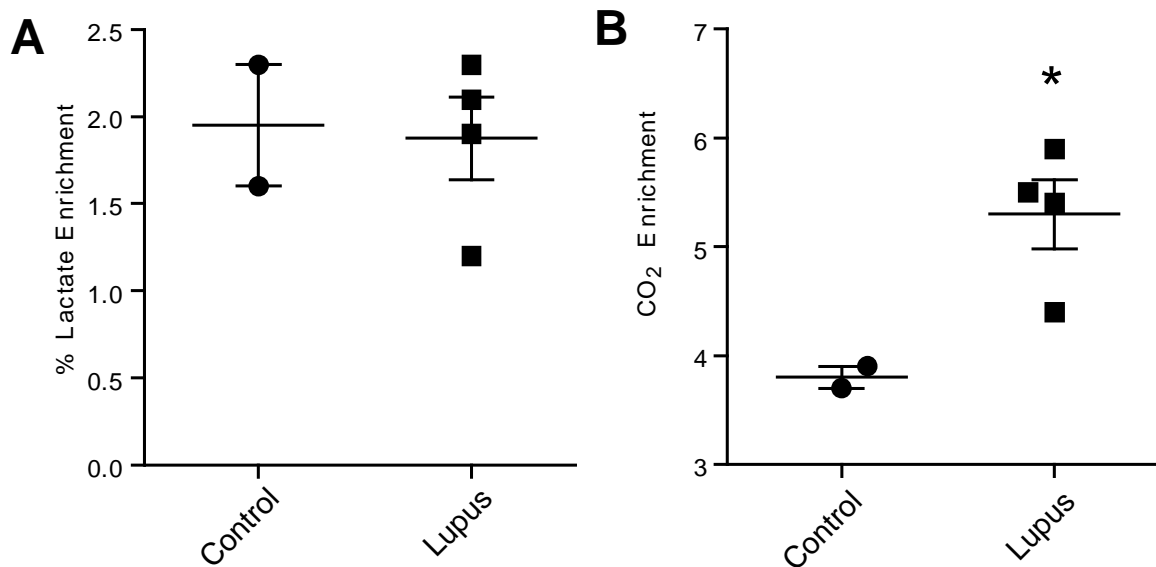 A
% Lactate Enrichment
2.5
2.0
1.5
1.0
0.5
0.0
Control
Lupus
B
CO₂ Enrichment
7
6
5
4
3
*
Control
Lupus